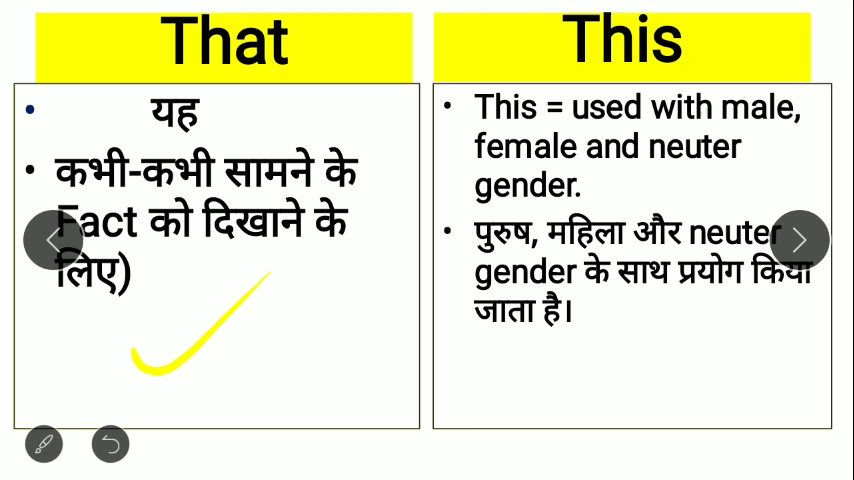 That
यह
कभी-कभी सामने के
Fact को दिखाने के
लिए)
This
This = used with male,
female and neuter
gender.
पुरुष, महिला और neuter
gender के साथ प्रयोग किया
जाता है।